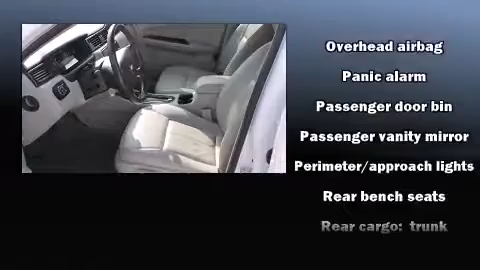 Overhead airbag
Panic alarm
Passenger door bin
Passenger vanity mirror
Perimeter/approach lights
Rear bench seats
Rear cargo: trunk